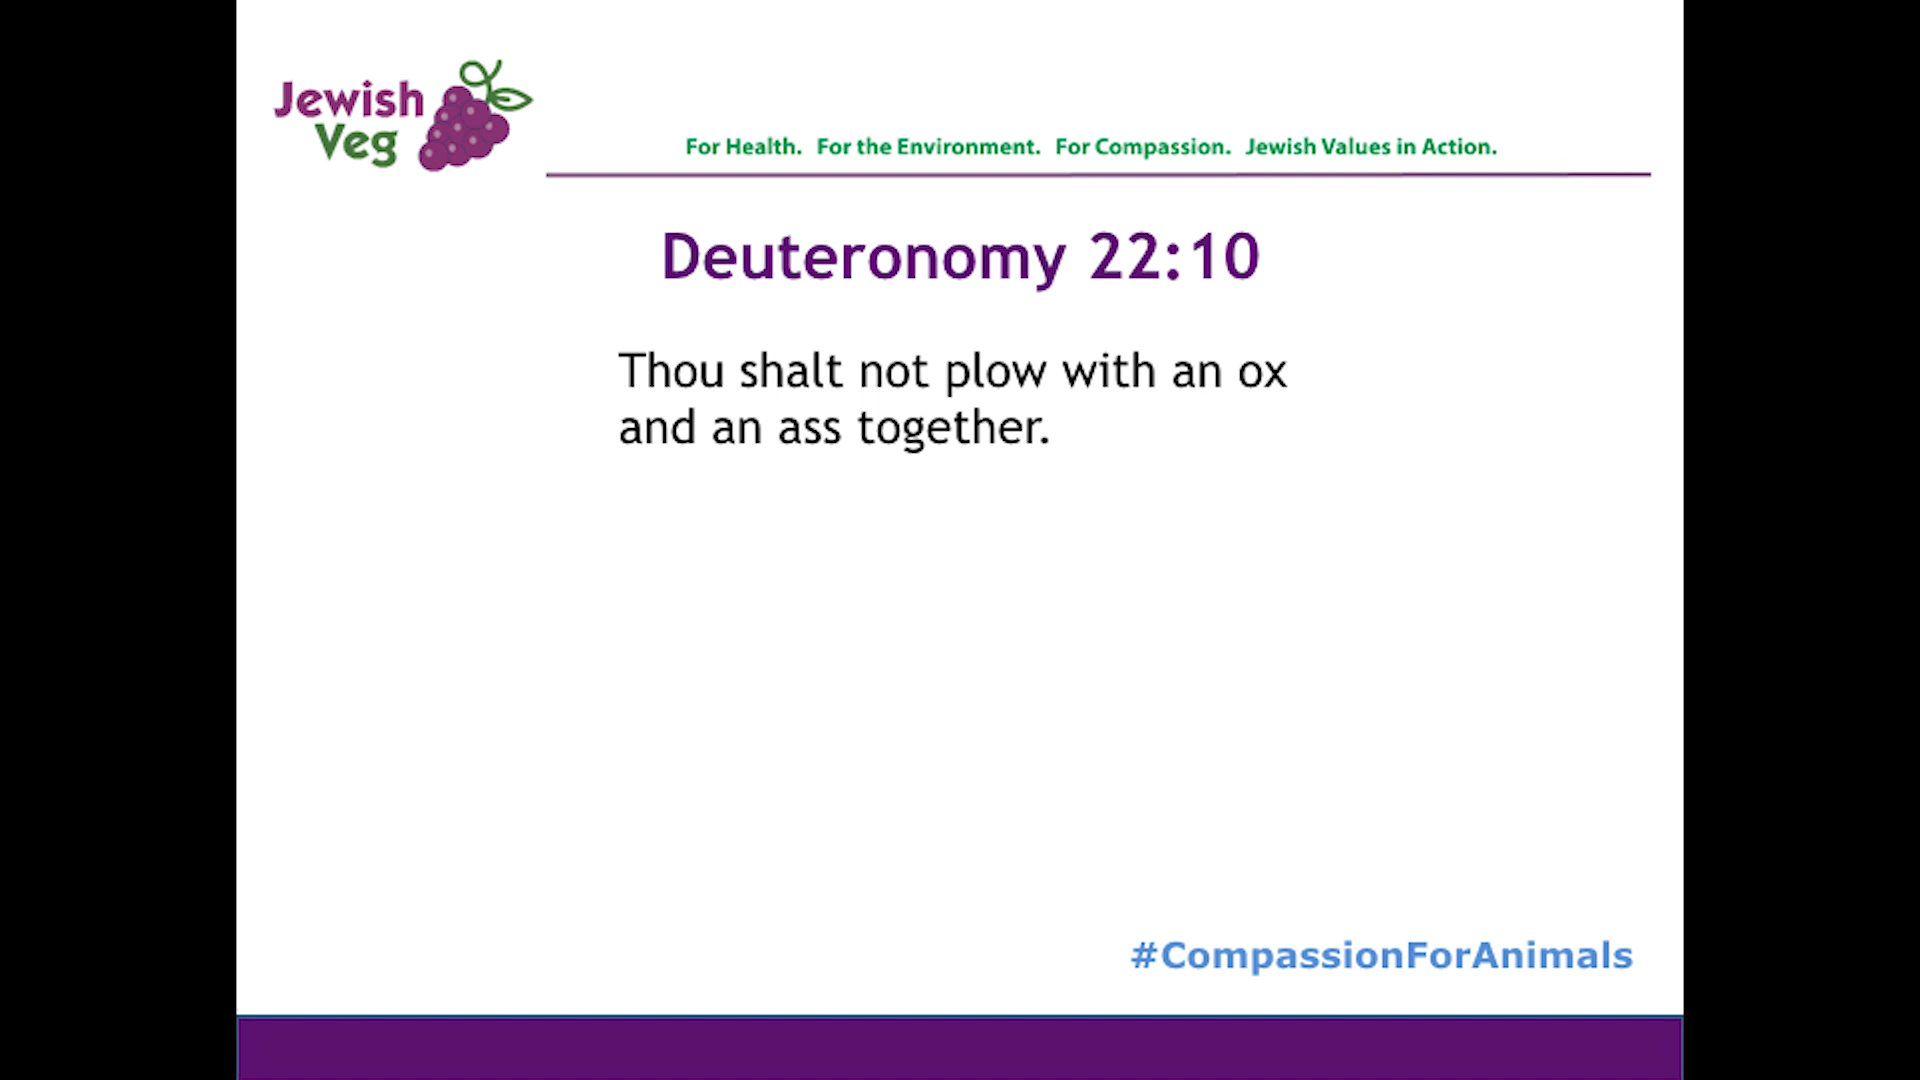 Jewish
Veg
For Health. For the Environment. For Compassion. Jewish Values in Action.
Deuteronomy 22:10
Thou shalt not plow with an ox
and an ass together.
#CompassionForAnimals